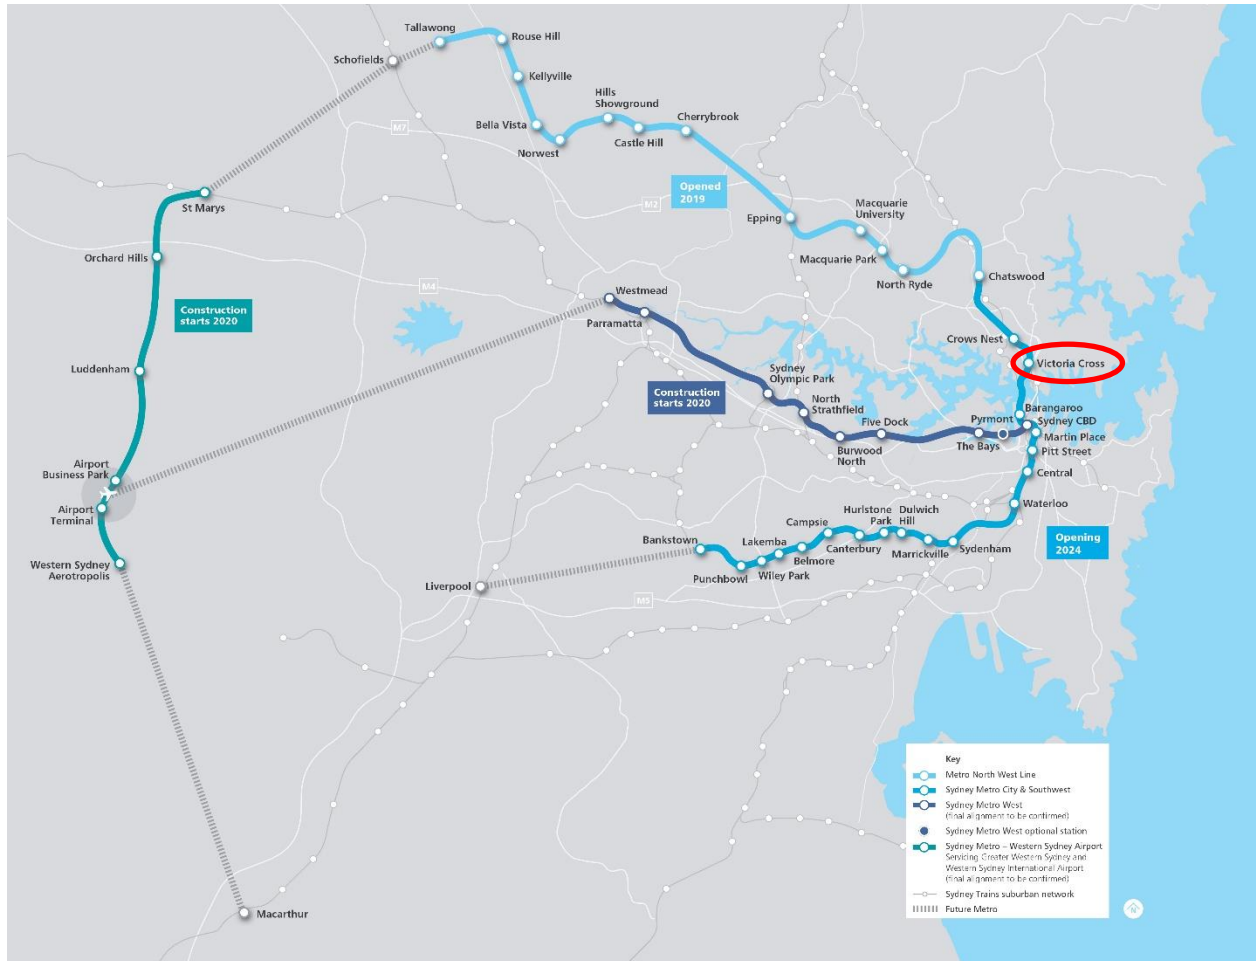 Tallawong
Rouse Hill
Schofields
Kellyville
Hills
Showground
Cherrybrook
Bella Vista
M7
Castle Hill
Norwest
Opened
2019
M2
St Marys
Epping
Macquarie
University
Macquarie Park
North Ryde
Chatswood
Orchard Hills
M4
Westmead
Parramatta
Construction
starts 2020
Crows Nest
Victoria Cross
Luddenham
Sydney
Olympic Park
Construction
starts 2020
North
Strathfield
Five Dock
Burwood
North
Pyrmont
The Bays
Barangaroo
Sydney CBD
Martin Place
Pitt Street
Central
Airport
Business Park
Airport
Terminal
Waterloo
Western Sydney
Aerotropolis
Bankstown
Lakemba
Campsie
Hurlstone
Park
Dulwich
Hill
Canterbury
Belmore
Marrickville
Sydenham
Opening
2024
Punchbowl
Wiley Park
Liverpool
M5
Macarthur
Key
Metro North West Line
Sydney Metro City & Southwest
Sydney Metro West
(final alignment to be confirmed)
Sydney Metro West optional station
Sydney Metro – Western Sydney Airport
Servicing Greater Western Sydney and
Western Sydney International Airport
(final alignment to be confirmed)
Sydney Trains suburban network
Future Metro
N